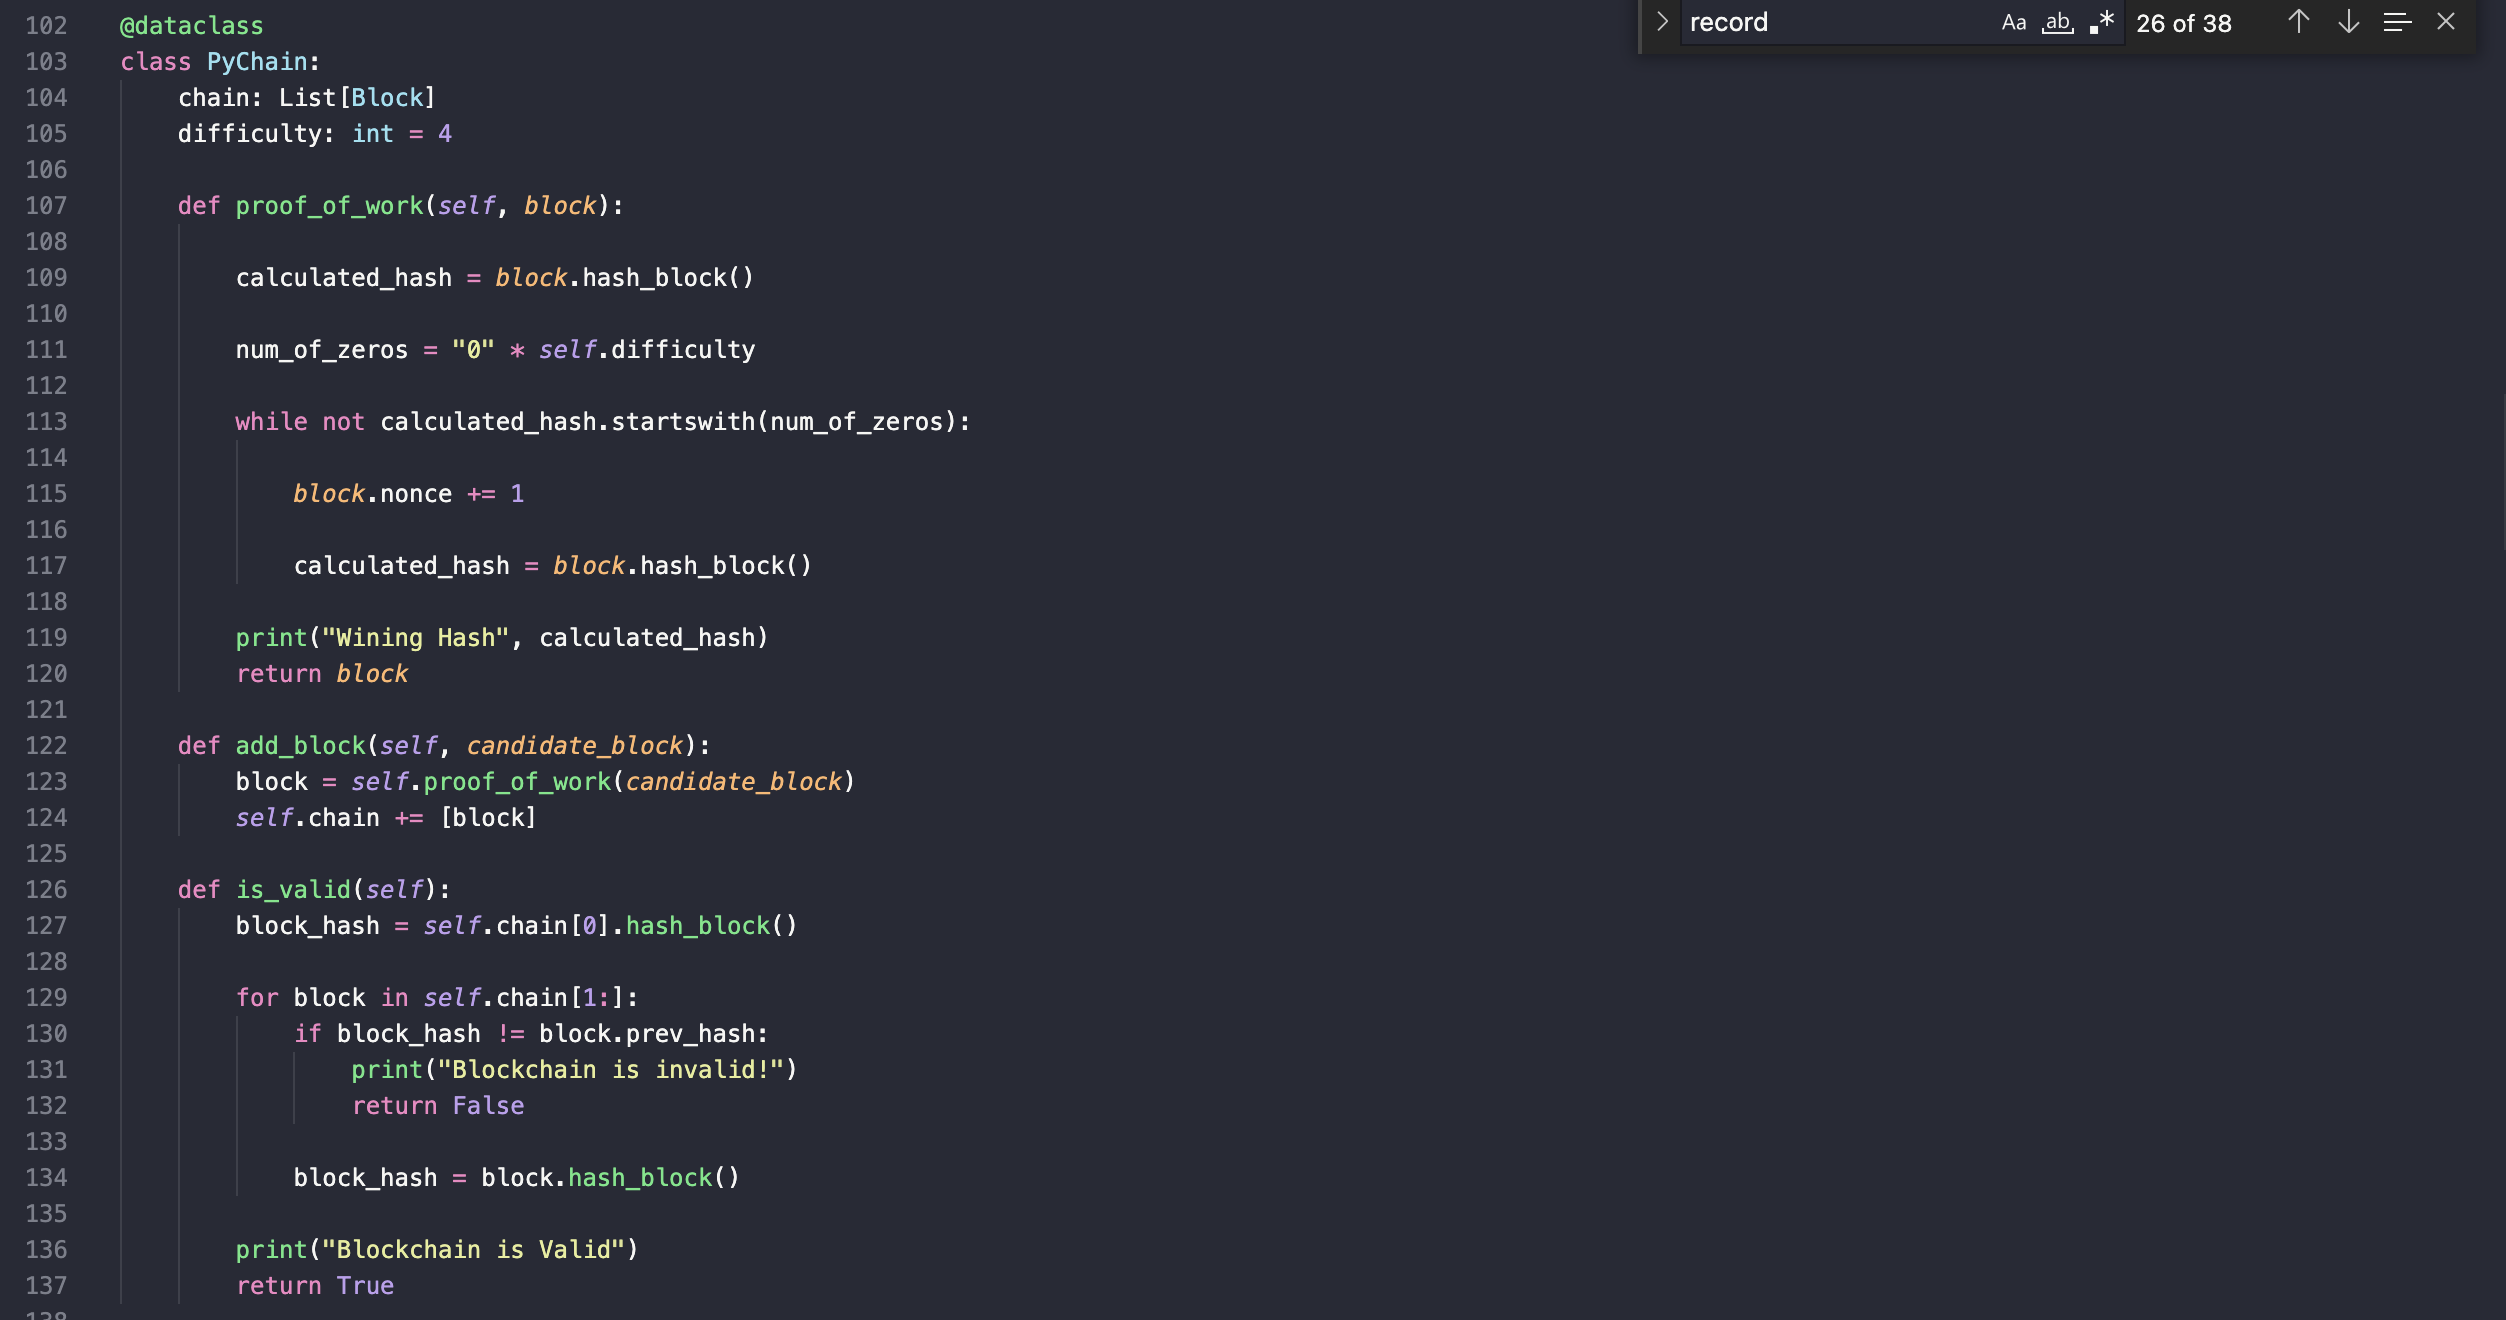 record Aa ab .* 26 of 38
102 @dataclass
103 class PyChain:
104 chain: List[Block]
105 difficulty: int = 4
106
107 def proof_of_work(self, block):
108
109 calculated_hash = block.hash_block()
110
111 num_of_zeros = "0" * self.difficulty
112
113 while not calculated_hash.startswith(num_of_zeros):
114
115 block.nonce += 1
116
117 calculated_hash = block.hash_block()
118
119 print("Wining Hash", calculated_hash)
120 return block
121
122 def add_block(self, candidate_block):
123 block = self.proof_of_work(candidate_block)
124 self.chain += [block]
125
126 def is_valid(self):
127 block_hash = self.chain[0].hash_block()
128
129 for block in self.chain[1:]:
130 if block_hash != block.prev_hash:
131 print("Blockchain is invalid!")
132 return False
133
134 block_hash = block.hash_block()
135
136 print("Blockchain is Valid")
137 return True
138